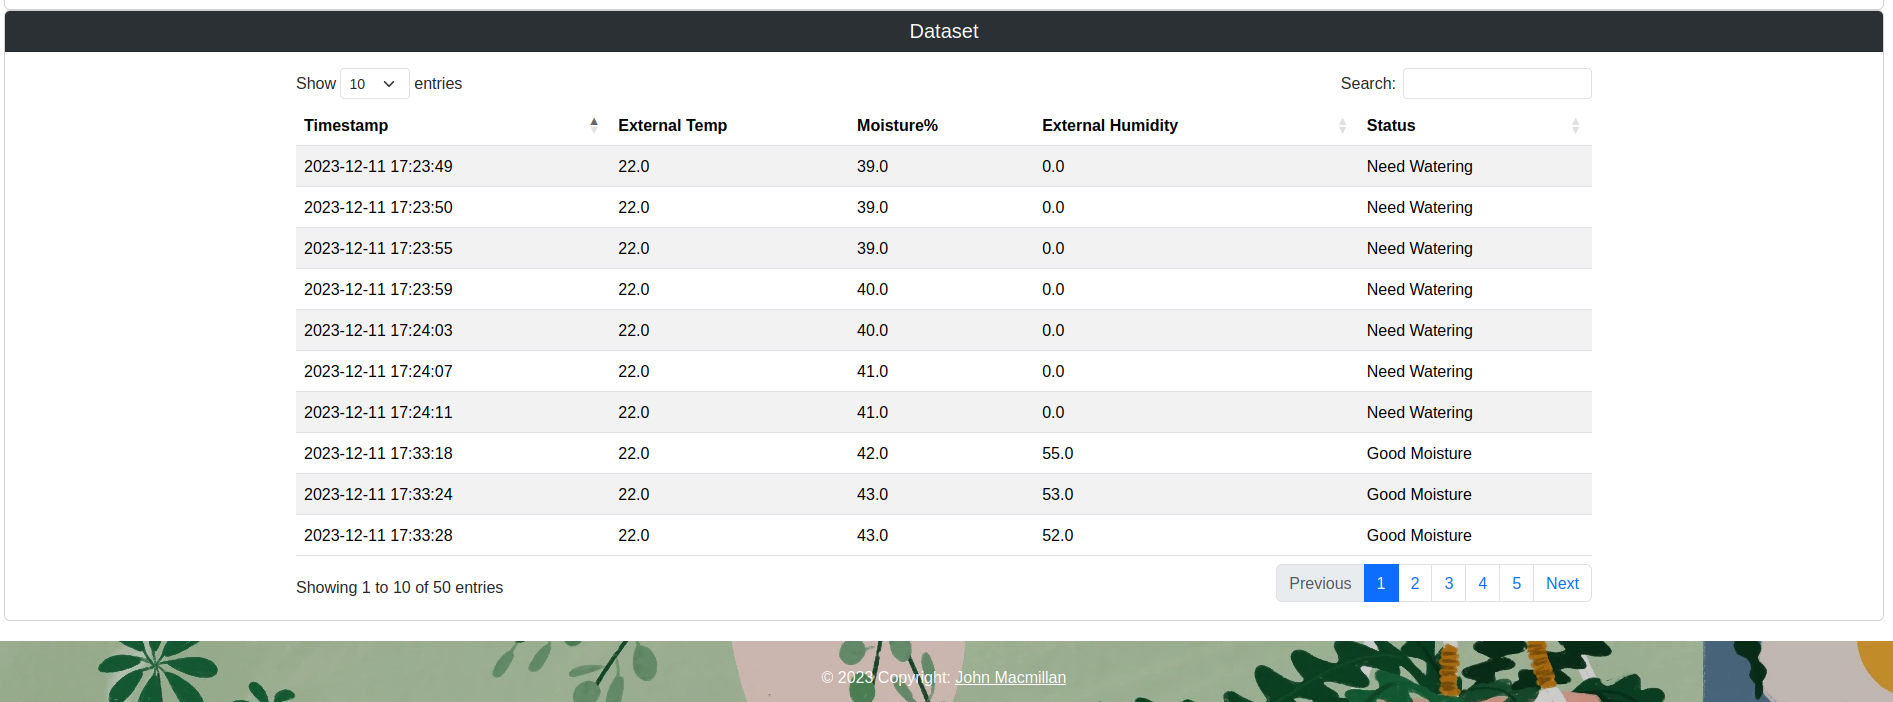 Dataset
Show 10 entries Search:
Timestamp External Temp Moisture% External Humidity Status
2023-12-11 17:23:49 22.0 39.0 0.0 Need Watering
2023-12-11 17:23:50 22.0 39.0 0.0 Need Watering
2023-12-11 17:23:55 22.0 39.0 0.0 Need Watering
2023-12-11 17:23:59 22.0 40.0 0.0 Need Watering
2023-12-11 17:24:03 22.0 40.0 0.0 Need Watering
2023-12-11 17:24:07 22.0 41.0 0.0 Need Watering
2023-12-11 17:24:11 22.0 41.0 0.0 Need Watering
2023-12-11 17:33:18 22.0 42.0 55.0 Good Moisture
2023-12-11 17:33:24 22.0 43.0 53.0 Good Moisture
2023-12-11 17:33:28 22.0 43.0 52.0 Good Moisture
Showing 1 to 10 of 50 entries Previous 1 2 3 4 5 Next
© 2023 Copyright: John Macmillan